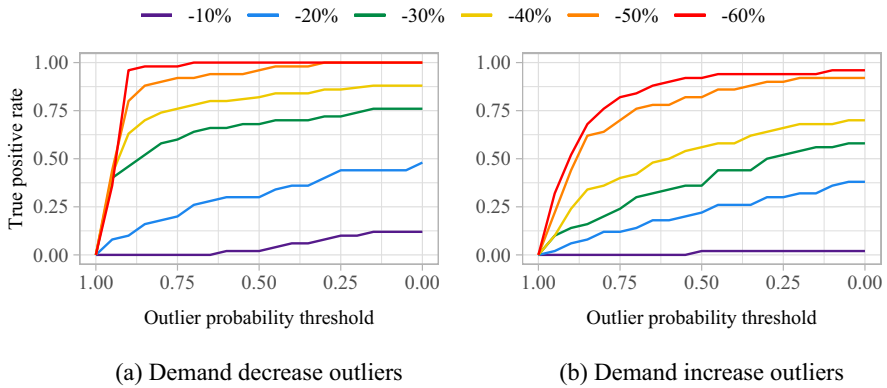 -10% -20% -30% -40% -50% -60%
True positive rate
1.00
0.75
0.50
0.25
0.00
1.00 0.75 0.50 0.25 0.00
Outlier probability threshold
(a) Demand decrease outliers
1.00
0.75
0.50
0.25
0.00
1.00 0.75 0.50 0.25 0.00
Outlier probability threshold
(b) Demand increase outliers